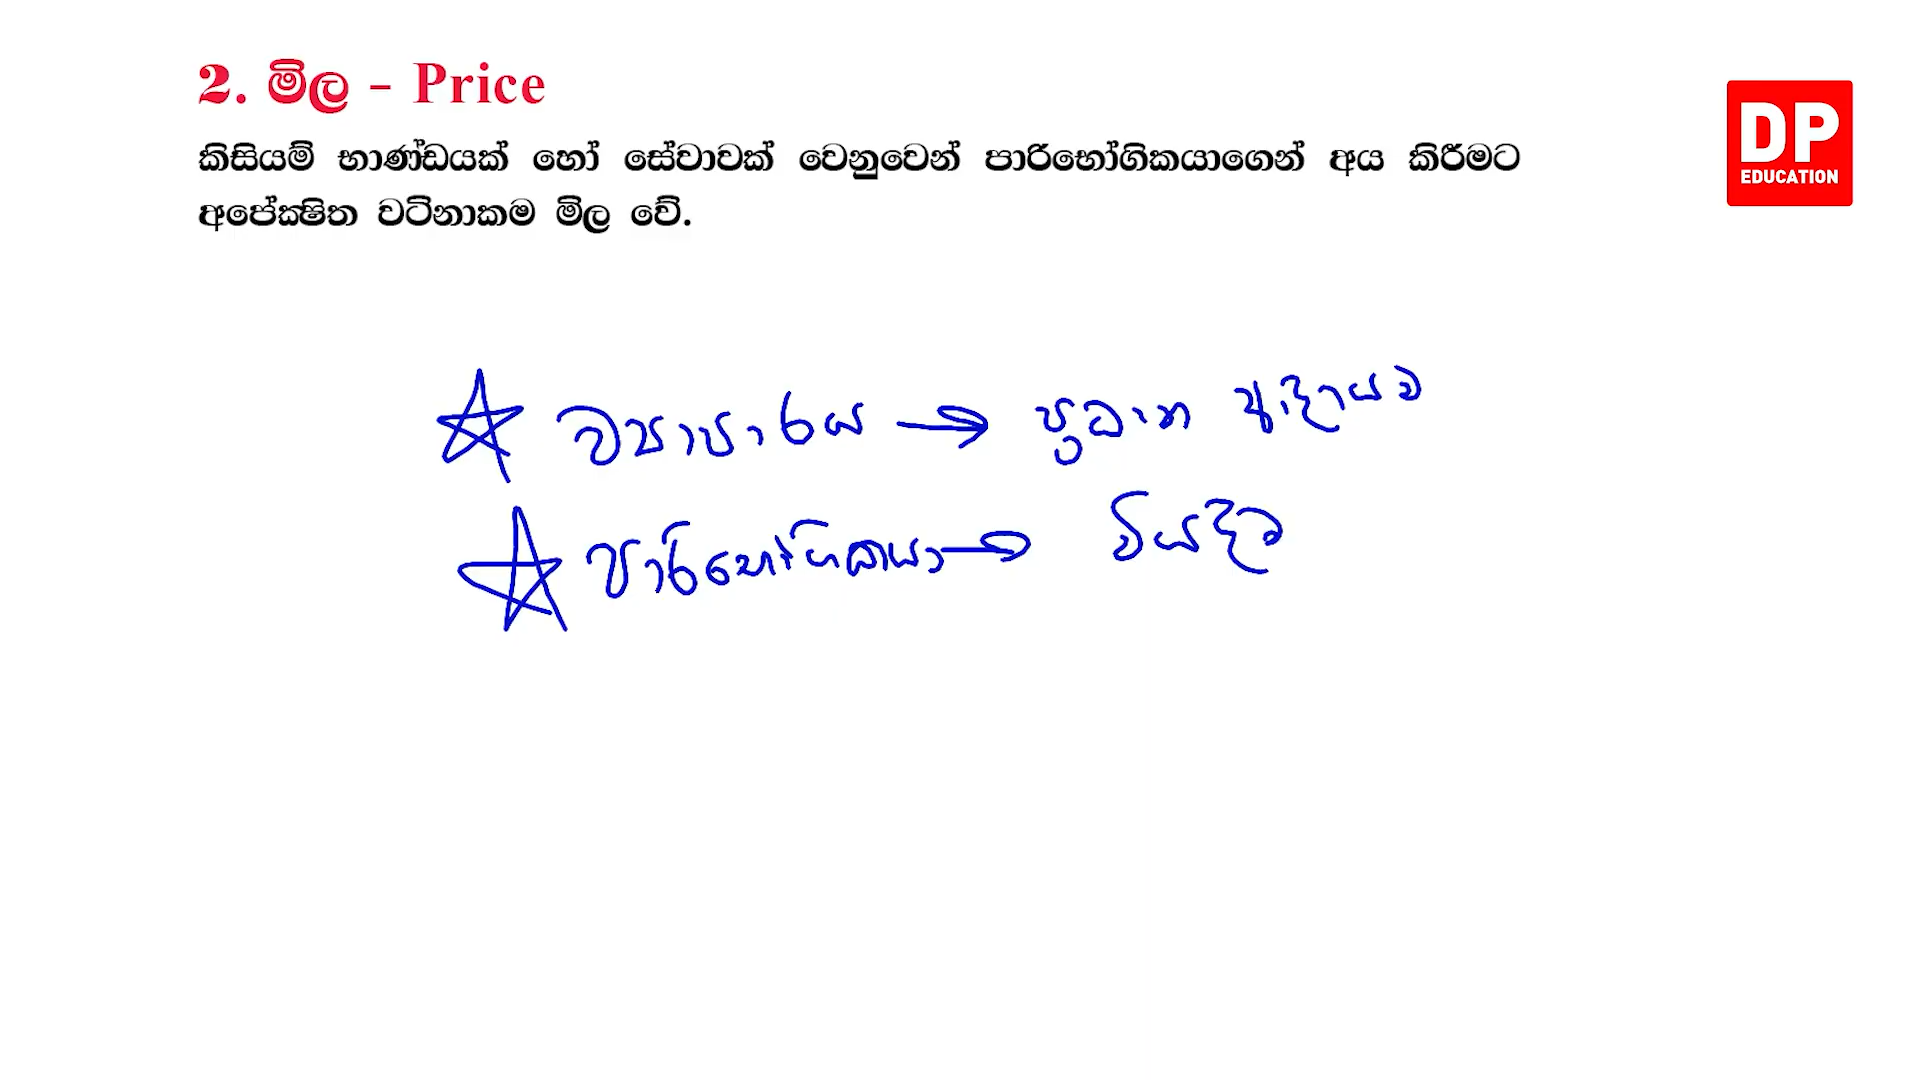 2. මිල - Price
කිසියම් භාණ්ඩයක් හෝ සේවාවක් වෙනුවෙන් පාරිභෝගිකයාගෙන් අය කිරීමට
අපේක්ෂිත වටිනාකම මිල වේ.
DP
EDUCATION
ව්‍යාපාරය → ප්‍රධාන ආදායම
පාරිභෝගිකයා → වියදම